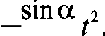 —sin α t².